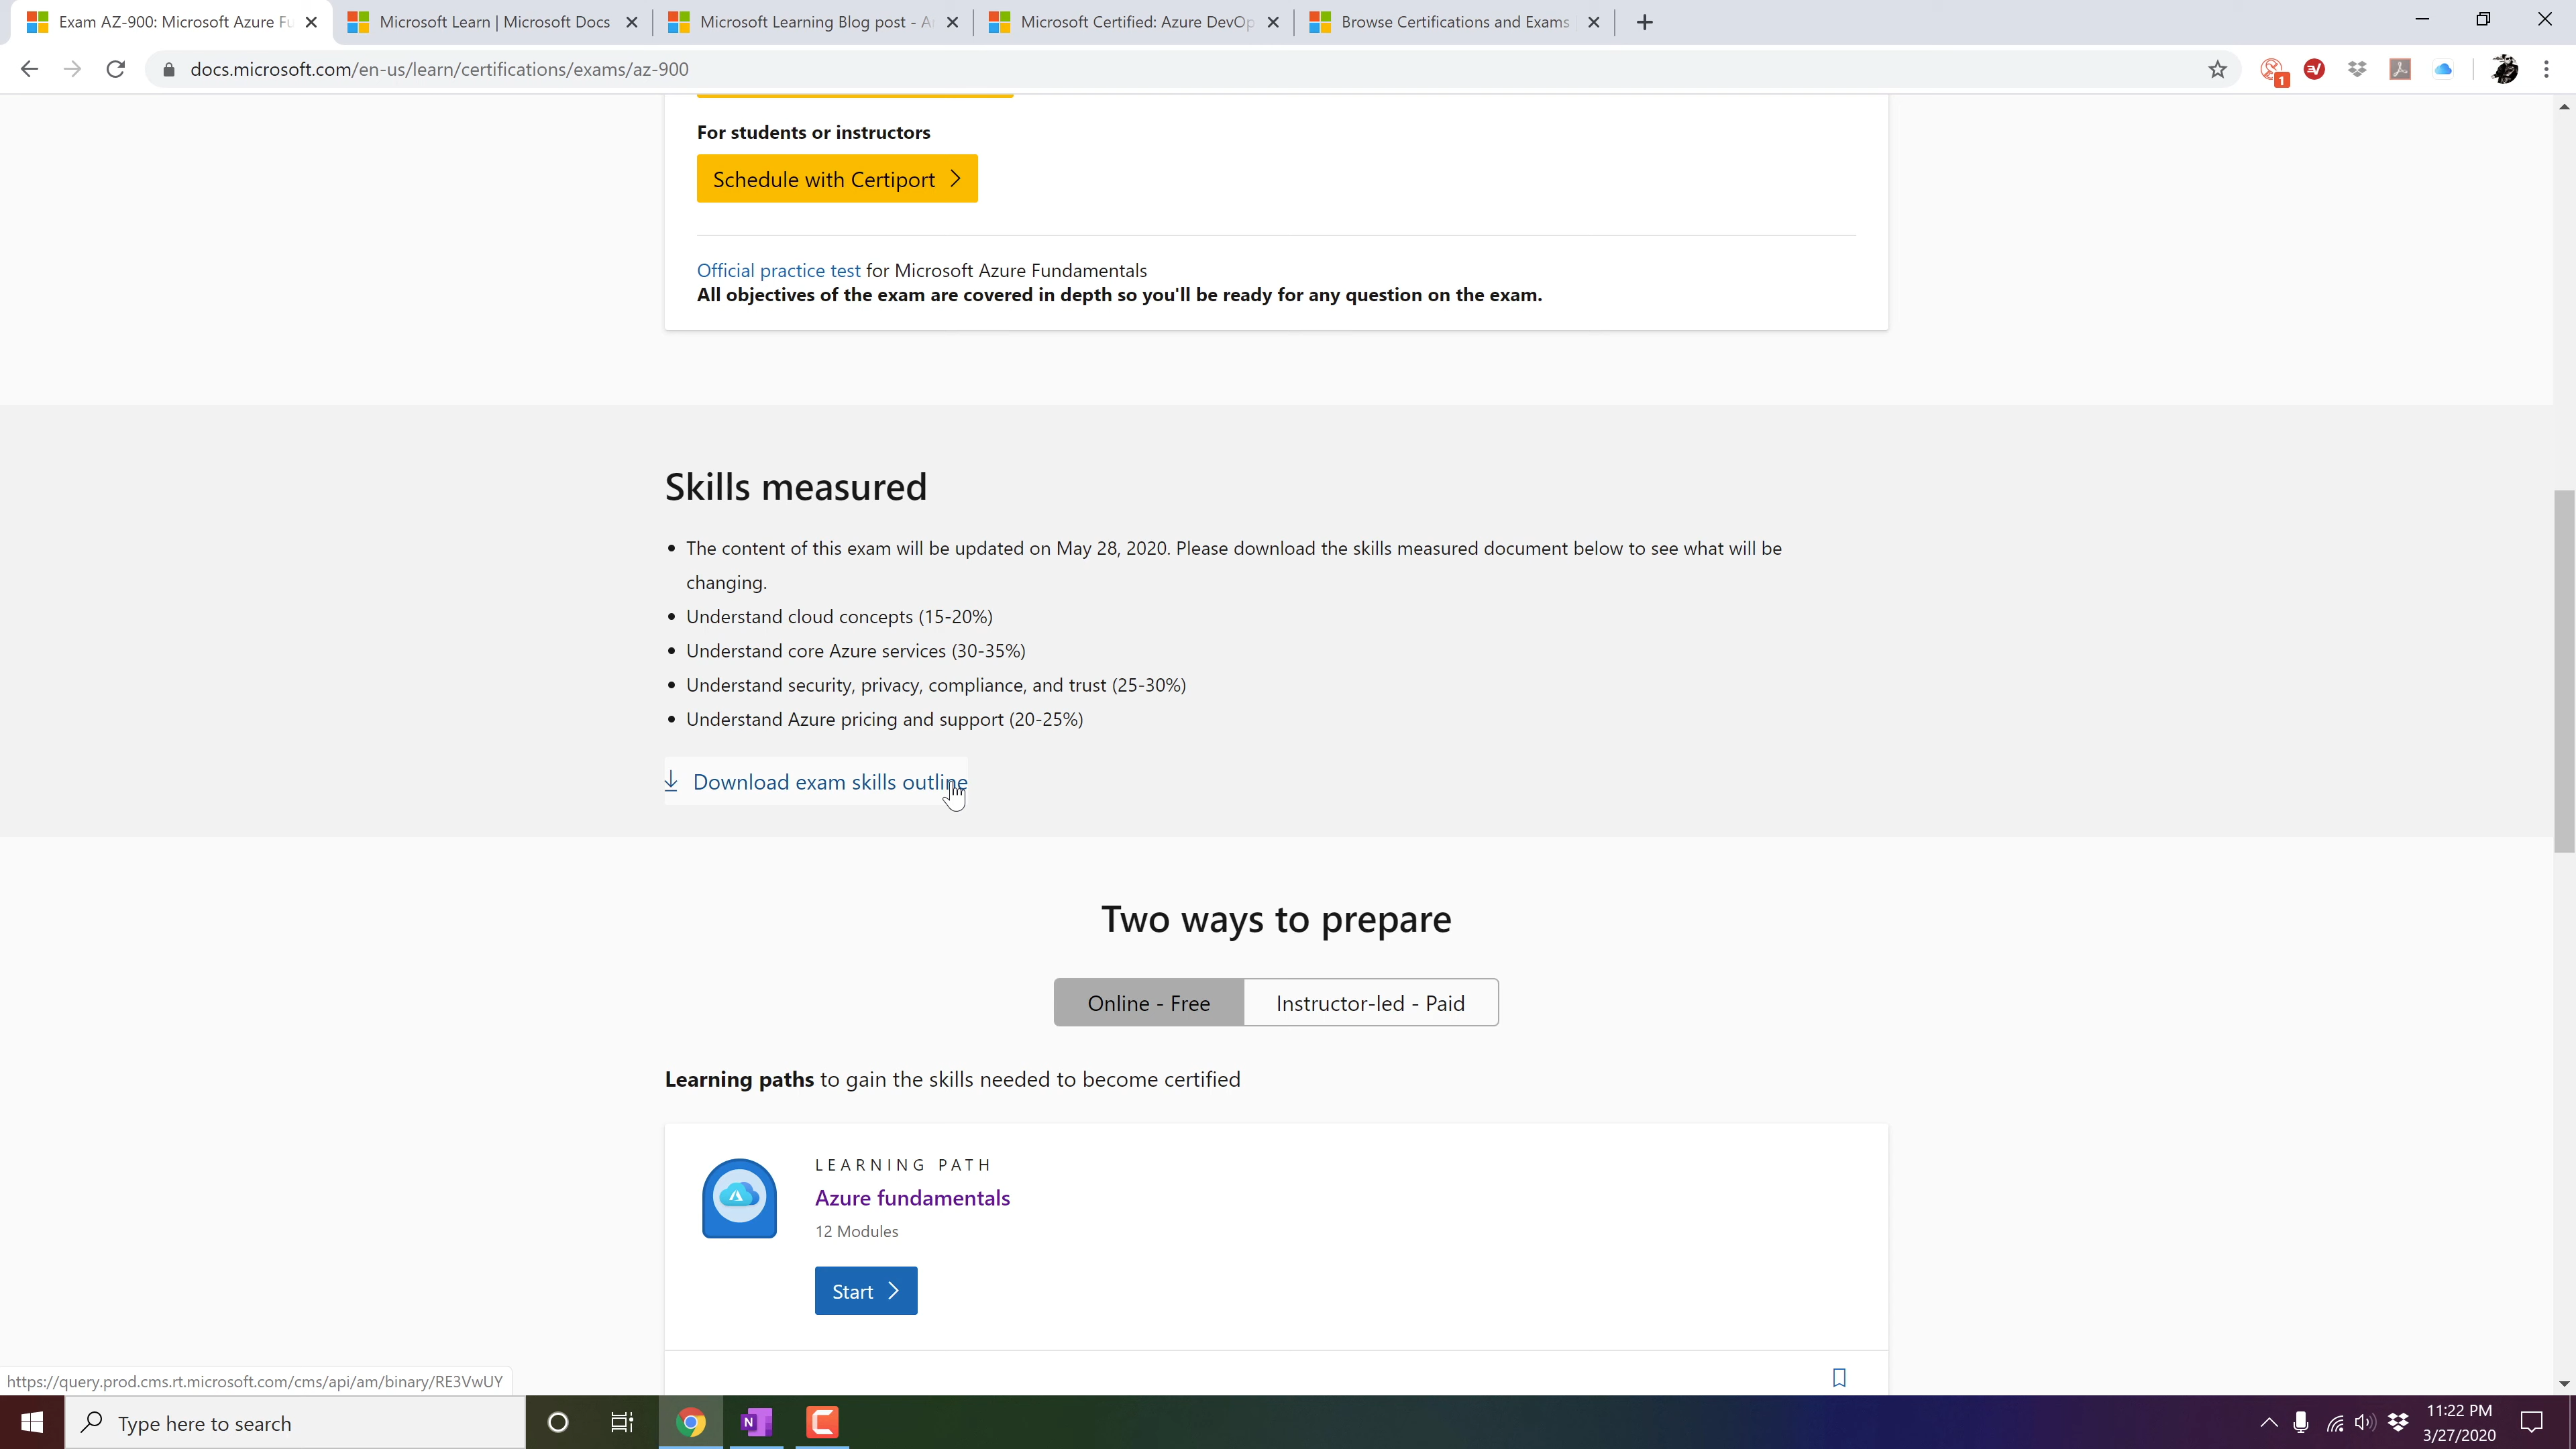 Exam AZ-900: Microsoft Azure Fu
Microsoft Learn | Microsoft Docs
Microsoft Learning Blog post - A
Microsoft Certified: Azure DevOp
Browse Certifications and Exams
docs.microsoft.com/en-us/learn/certifications/exams/az-900
1
For students or instructors
Schedule with Certiport
Official practice test for Microsoft Azure Fundamentals
All objectives of the exam are covered in depth so you'll be ready for any question on the exam.
Skills measured
• The content of this exam will be updated on May 28, 2020. Please download the skills measured document below to see what will be
changing.
• Understand cloud concepts (15-20%)
• Understand core Azure services (30-35%)
• Understand security, privacy, compliance, and trust (25-30%)
• Understand Azure pricing and support (20-25%)
Download exam skills outline
Two ways to prepare
Online - Free
Instructor-led - Paid
Learning paths to gain the skills needed to become certified
LEARNING PATH
Azure fundamentals
12 Modules
Start
https://query.prod.cms.rt.microsoft.com/cms/api/am/binary/RE3VwUY
Type here to search
N
11:22 PM
3/27/2020